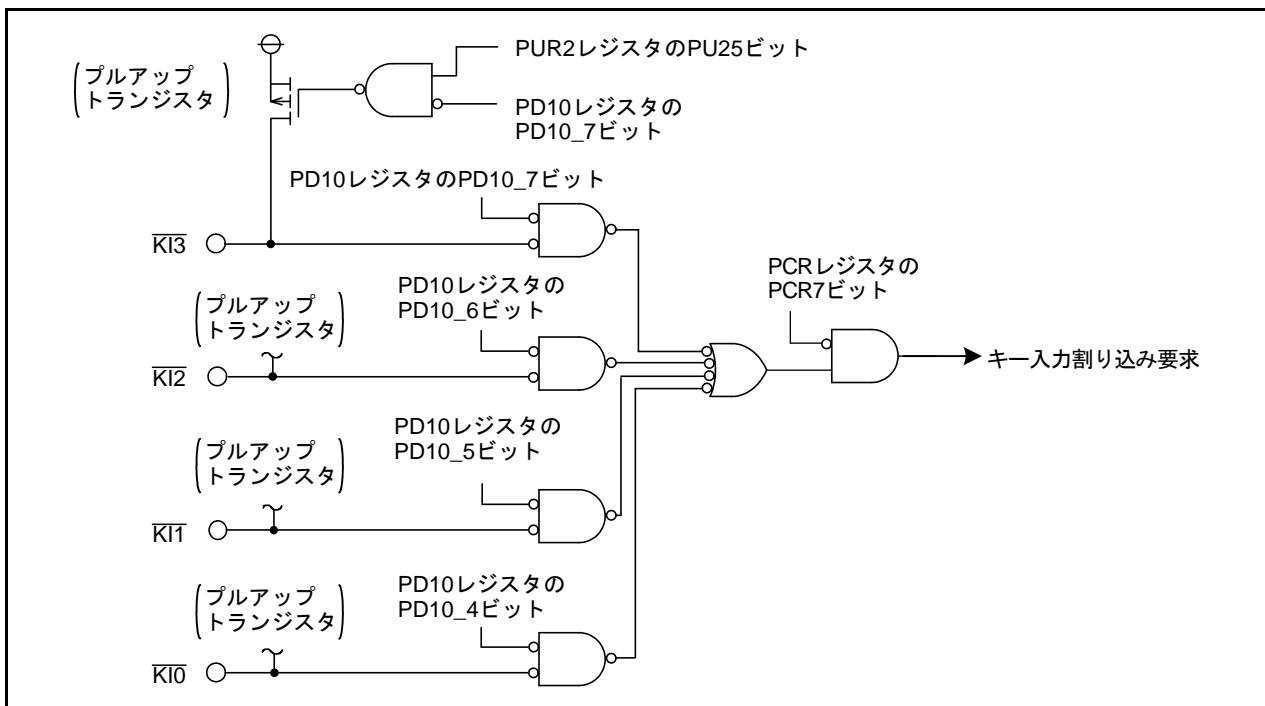 PUR2レジスタのPU25ビット
プルアップ
トランジスタ
PD10レジスタの
PD10_7ビット
PD10レジスタのPD10_7ビット
KI3
PCRレジスタの
PCR7ビット
PD10レジスタの
PD10_6ビット
プルアップ
トランジスタ
キー入力割り込み要求
KI2
PD10レジスタの
PD10_5ビット
プルアップ
トランジスタ
KI1
PD10レジスタの
PD10_4ビット
プルアップ
トランジスタ
KI0